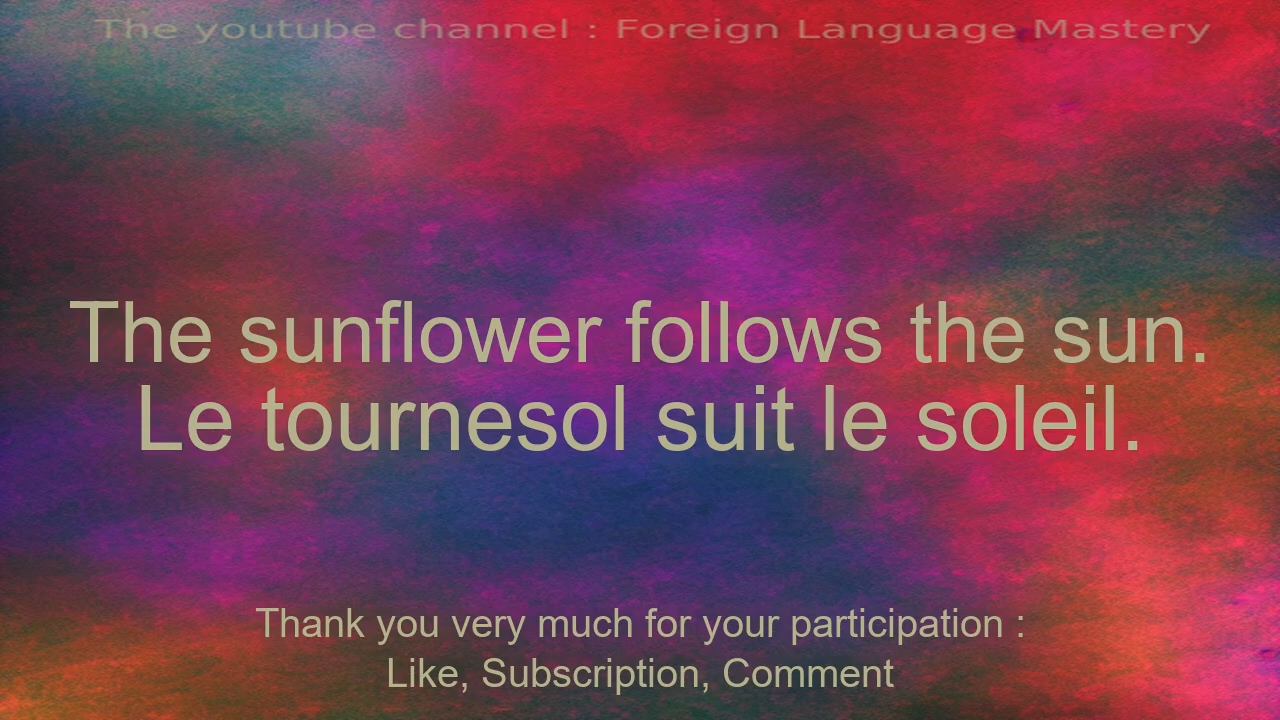 The youtube channel : Foreign Language Mastery
The sunflower follows the sun.
Le tournesol suit le soleil.
Thank you very much for your participation :
Like, Subscription, Comment